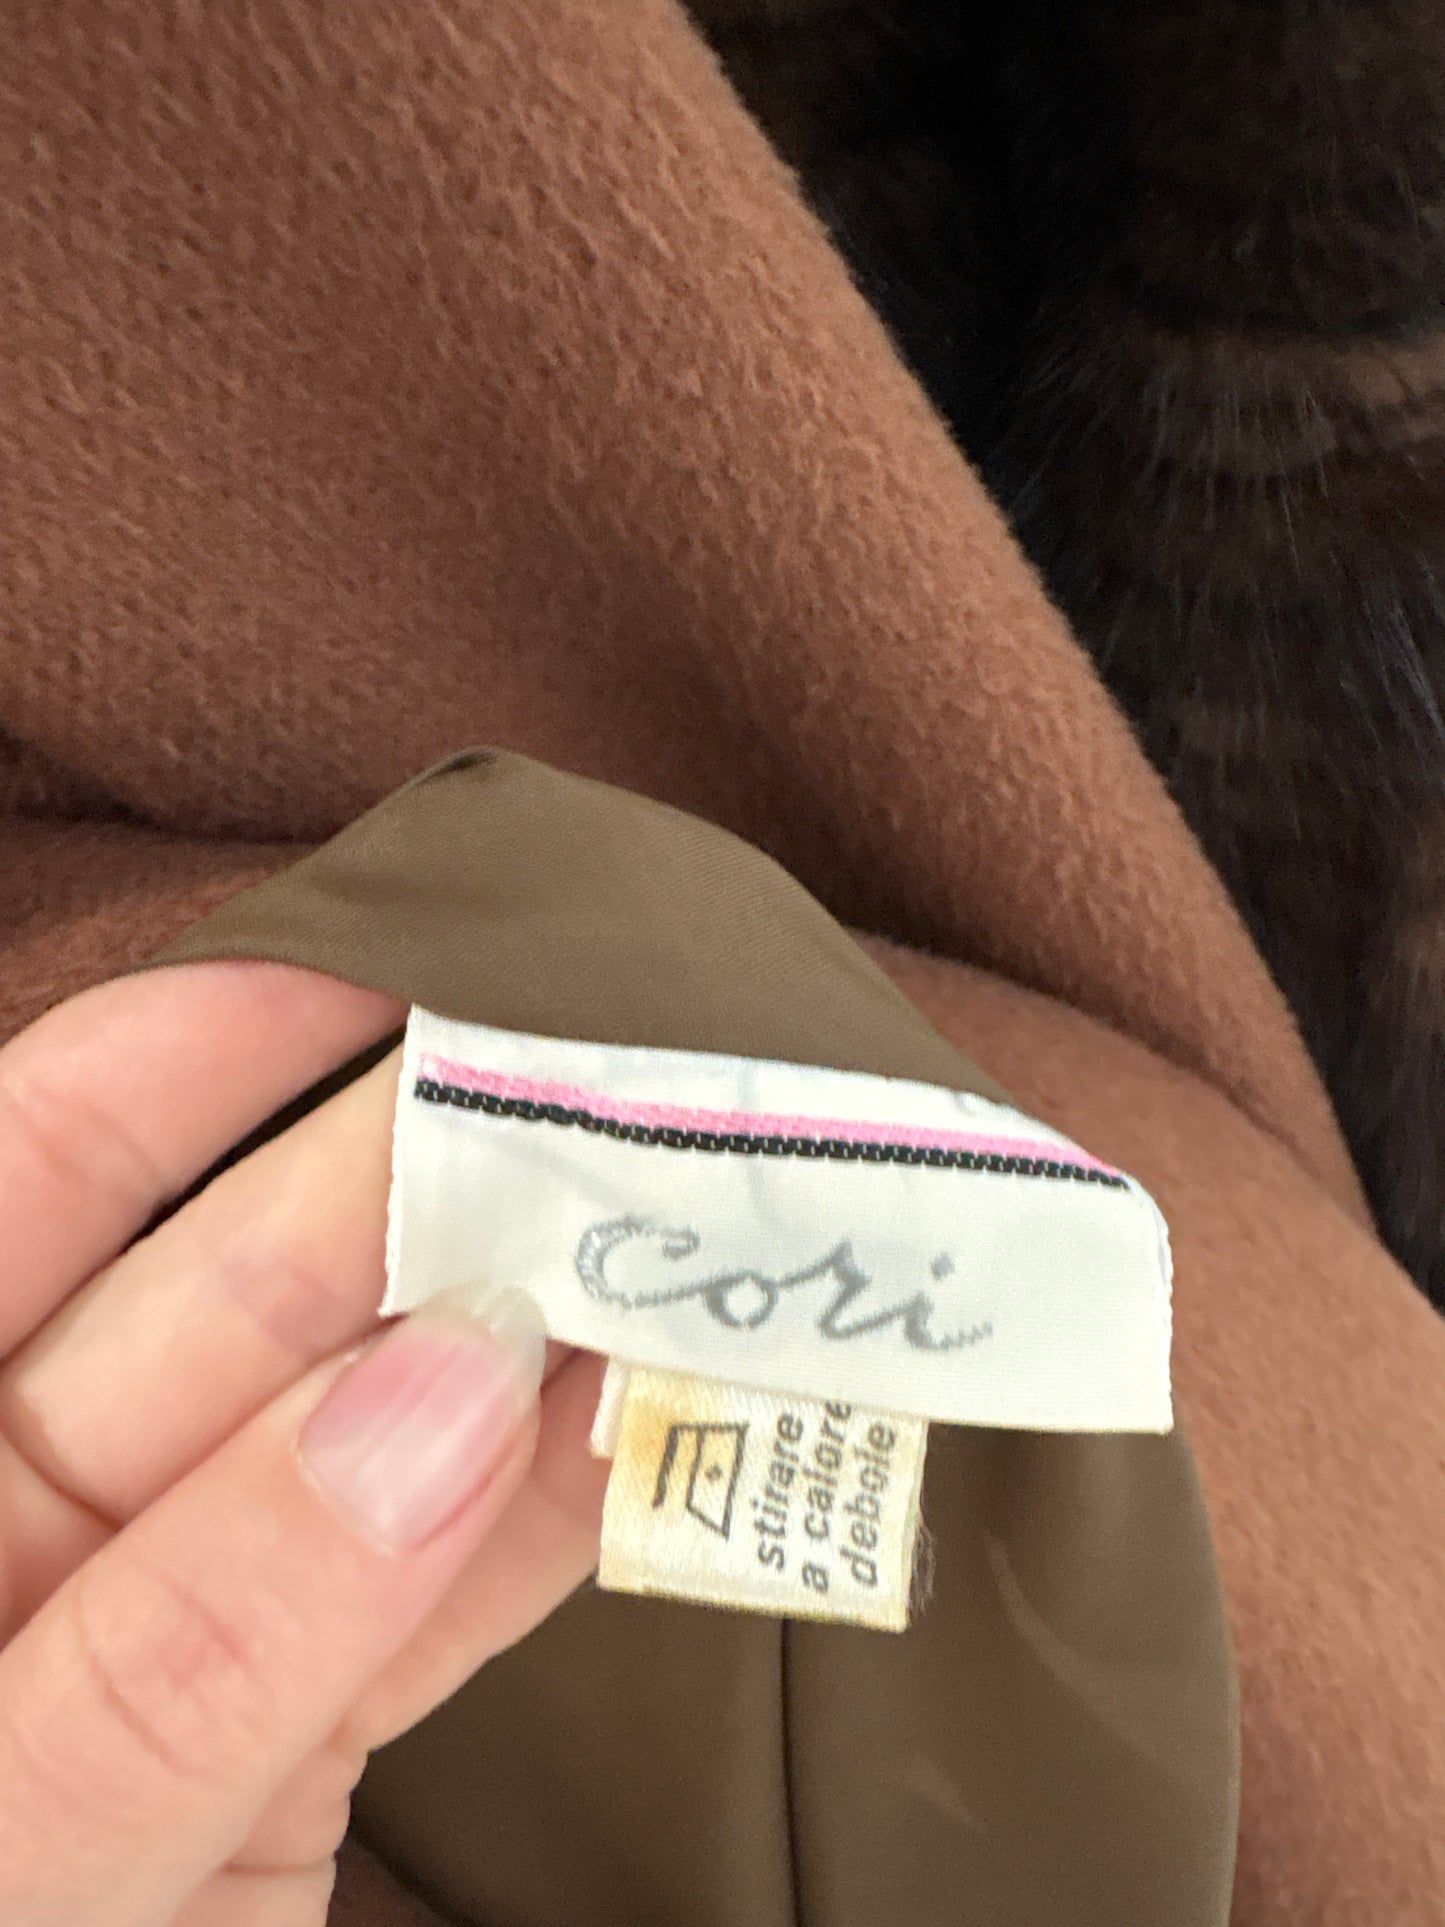 Cori
stirare
a calore
debole